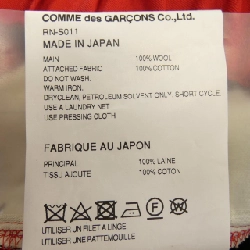 COMME des GARÇONS Co.,Ltd.
RN-5011
MADE IN JAPAN
MAIN 100% WOOL
ATTACHED FABRIC 100% COTTON
DO NOT WASH.
WARM IRON.
DRYCLEAN, PETROLEUM SOLVENT ONLY, SHORT CYCLE
USE A LAUNDRY NET
USE PRESSING CLOTH
FABRIQUE AU JAPON
PRINCIPAL 100% LAINE
TISSU AJOUTE 100% COTON
UTILISER UN FILET A LINGE
UTILISER UNE PATTEMOUILLE